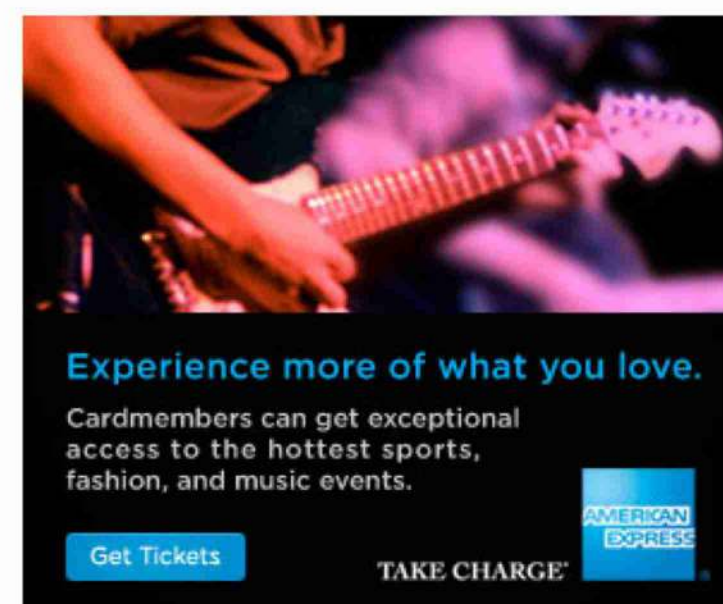 Experience more of what you love.
Cardmembers can get exceptional
access to the hottest sports,
fashion, and music events.
Get Tickets
TAKE CHARGE®
AMERICAN
EXPRESS
®